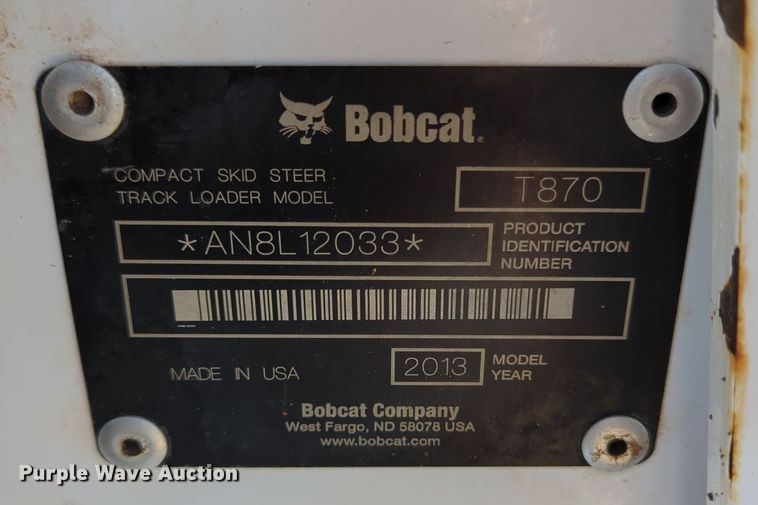 Bobcat.
COMPACT SKID STEER
TRACK LOADER MODEL
T870
*AN8L12033*
PRODUCT
IDENTIFICATION
NUMBER
MADE IN USA
2013
MODEL
YEAR
Bobcat Company
West Fargo, ND 58078 USA
www.bobcat.com
Purple Wave Auction